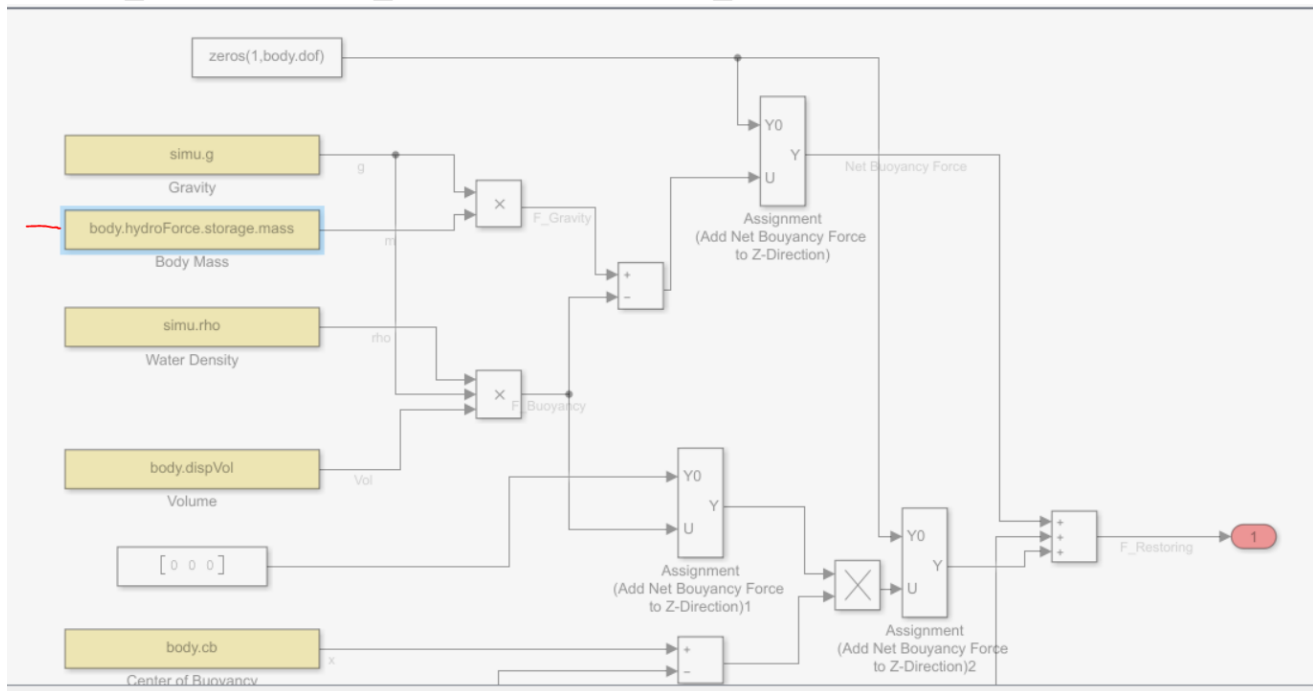 zeros(1,body.dof)
Y0
Y
U
Net Buoyancy Force
Assignment
(Add Net Bouyancy Force
to Z-Direction)
simu.g
g
Gravity
body.hydroForce.storage.mass
m
Body Mass
×
F_Gravity
+
−
simu.rho
rho
Water Density
×
F_Buoyancy
body.dispVol
Vol
Volume
[0 0 0]
Y0
Y
U
Assignment
(Add Net Bouyancy Force
to Z-Direction)1
Y0
Y
U
Assignment
(Add Net Bouyancy Force
to Z-Direction)2
+
+
+
F_Restoring
1
body.cb
x
Center of Buoyancy
+
−